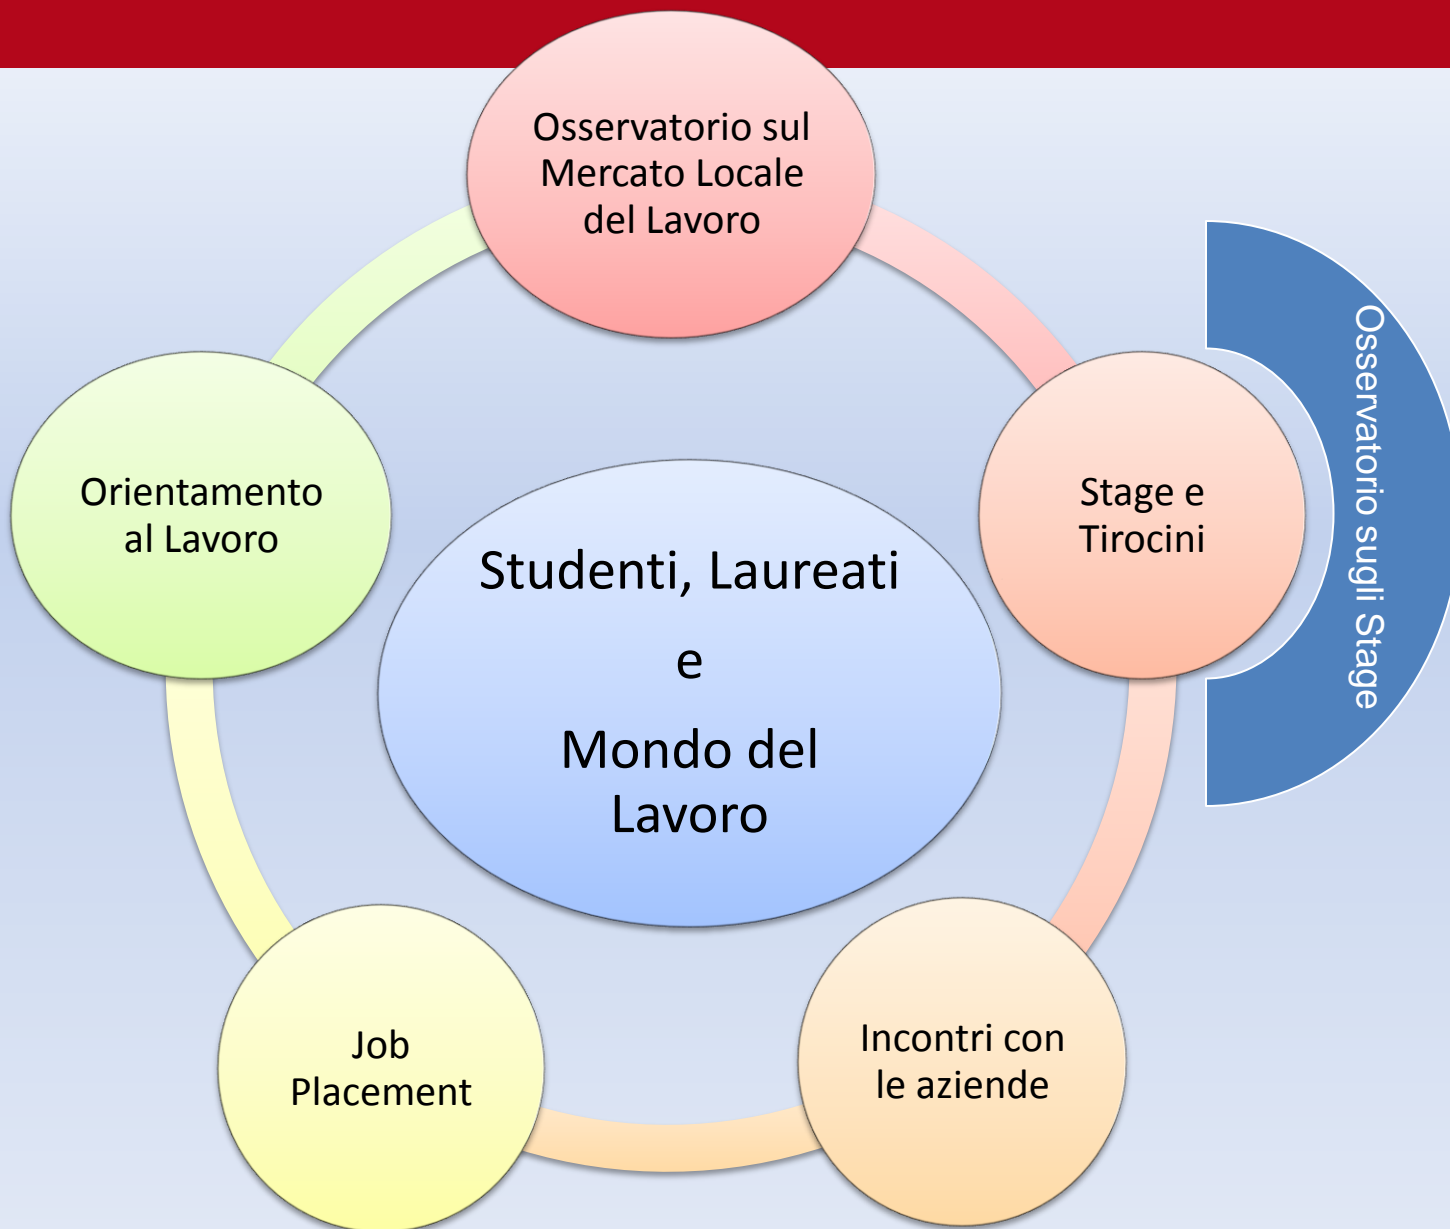 Osservatorio sul
Mercato Locale
del Lavoro
Orientamento
al Lavoro
Stage e
Tirocini
Osservatorio sugli Stage
Studenti, Laureati
e
Mondo del
Lavoro
Job
Placement
Incontri con
le aziende